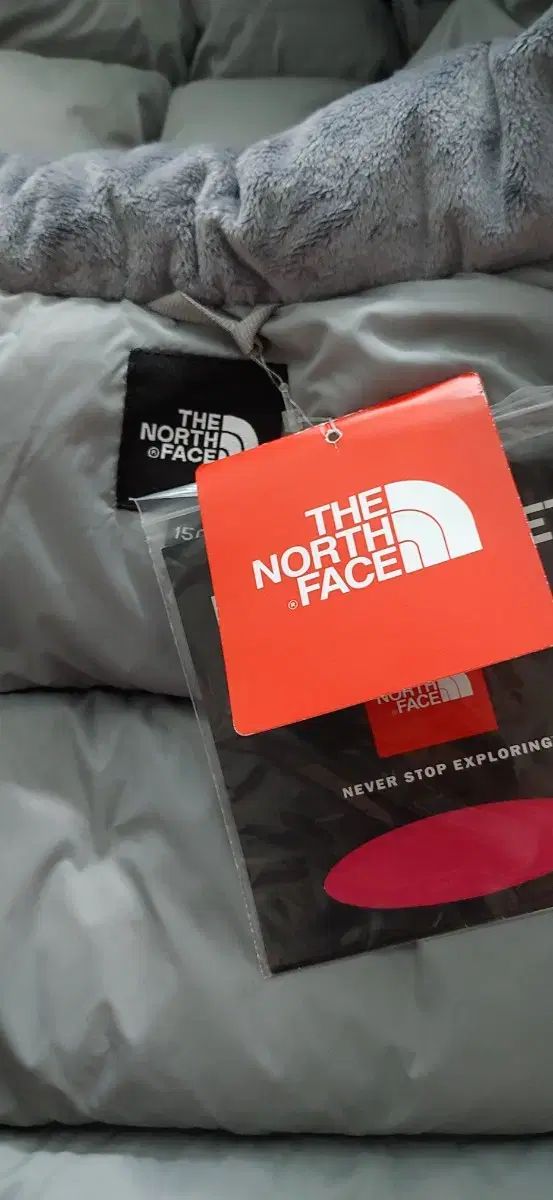 THE
NORTH
®FACE
THE
NORTH
®FACE
NORTH
FACE
NEVER STOP EXPLORING